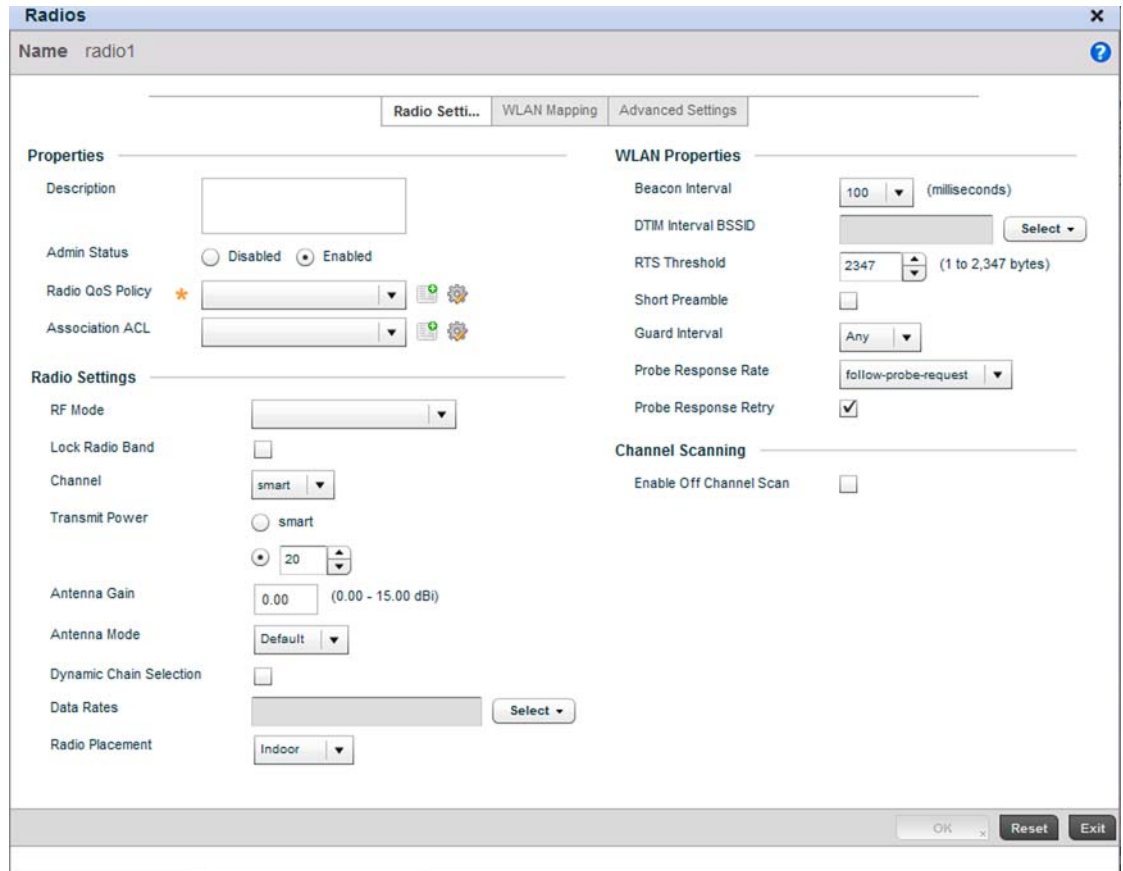 Radios
Name radio1
Radio Setti... WLAN Mapping Advanced Settings
Properties
Description
Admin Status Disabled Enabled
Radio QoS Policy *
Association ACL
Radio Settings
RF Mode
Lock Radio Band
Channel smart
Transmit Power smart
20
Antenna Gain 0.00 (0.00 - 15.00 dBi)
Antenna Mode Default
Dynamic Chain Selection
Data Rates Select
Radio Placement Indoor
WLAN Properties
Beacon Interval 100 (milliseconds)
DTIM Interval BSSID Select
RTS Threshold 2347 (1 to 2,347 bytes)
Short Preamble
Guard Interval Any
Probe Response Rate follow-probe-request
Probe Response Retry
Channel Scanning
Enable Off Channel Scan
OK Reset Exit